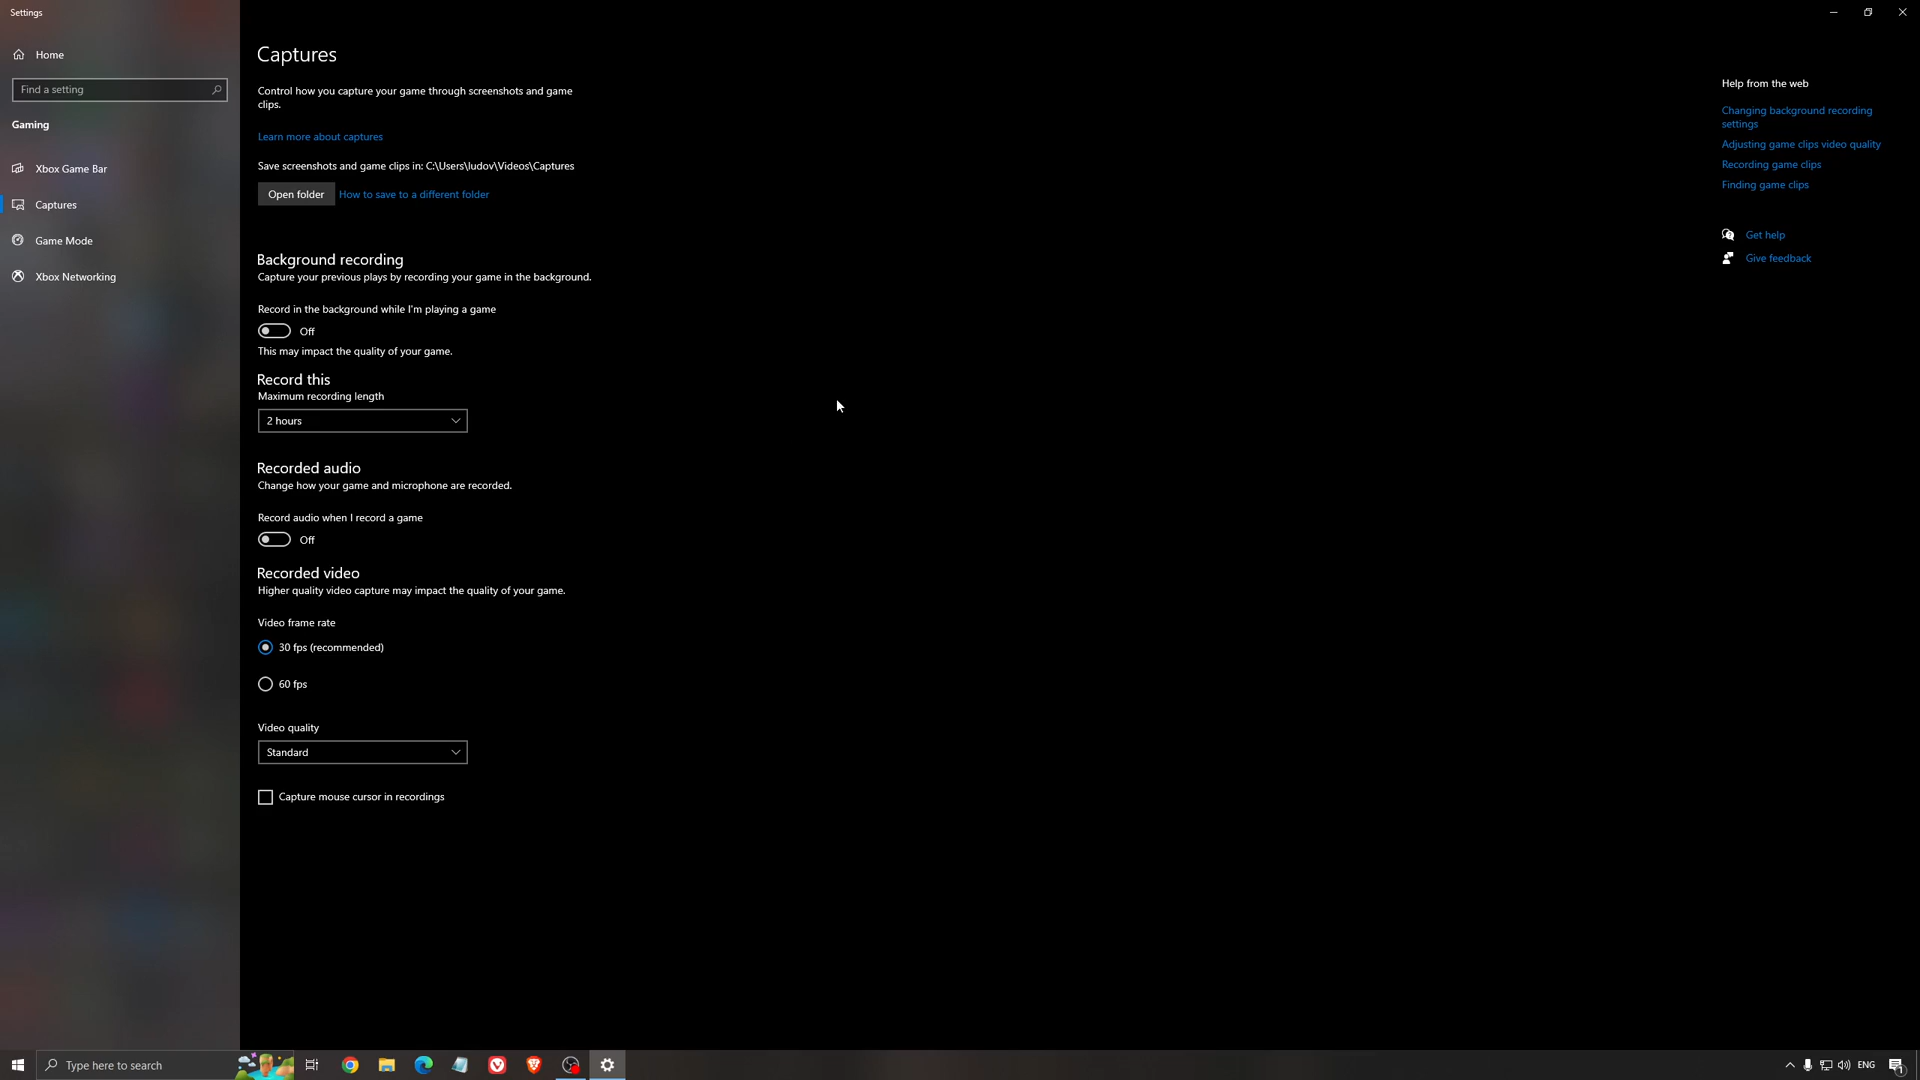 Settings
Home
Find a setting
Gaming
Xbox Game Bar
Captures
Game Mode
Xbox Networking
Captures
Control how you capture your game through screenshots and game
clips.
Learn more about captures
Save screenshots and game clips in: C:\Users\ludov\Videos\Captures
Open folder
How to save to a different folder
Background recording
Capture your previous plays by recording your game in the background.
Record in the background while I'm playing a game
Off
This may impact the quality of your game.
Record this
Maximum recording length
2 hours
Recorded audio
Change how your game and microphone are recorded.
Record audio when I record a game
Off
Recorded video
Higher quality video capture may impact the quality of your game.
Video frame rate
30 fps (recommended)
60 fps
Video quality
Standard
Capture mouse cursor in recordings
Help from the web
Changing background recording
settings
Adjusting game clips video quality
Recording game clips
Finding game clips
Get help
Give feedback
Type here to search
ENG
1